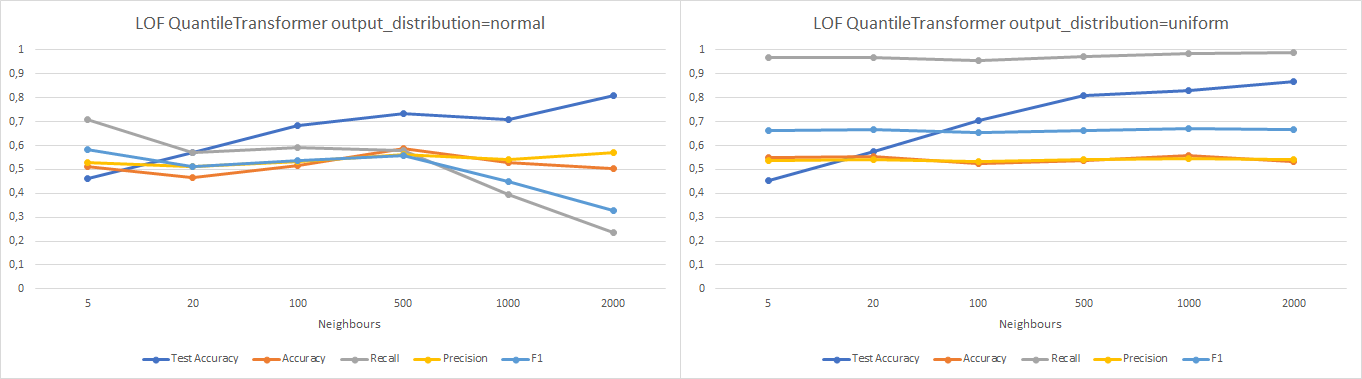 LOF QuantileTransformer output_distribution=normal
1
0,9
0,8
0,7
0,6
0,5
0,4
0,3
0,2
0,1
0
5 20 100 500 1000 2000
Neighbours
Test Accuracy Accuracy Recall Precision F1
LOF QuantileTransformer output_distribution=uniform
1
0,9
0,8
0,7
0,6
0,5
0,4
0,3
0,2
0,1
0
5 20 100 500 1000 2000
Neighbours
Test Accuracy Accuracy Recall Precision F1